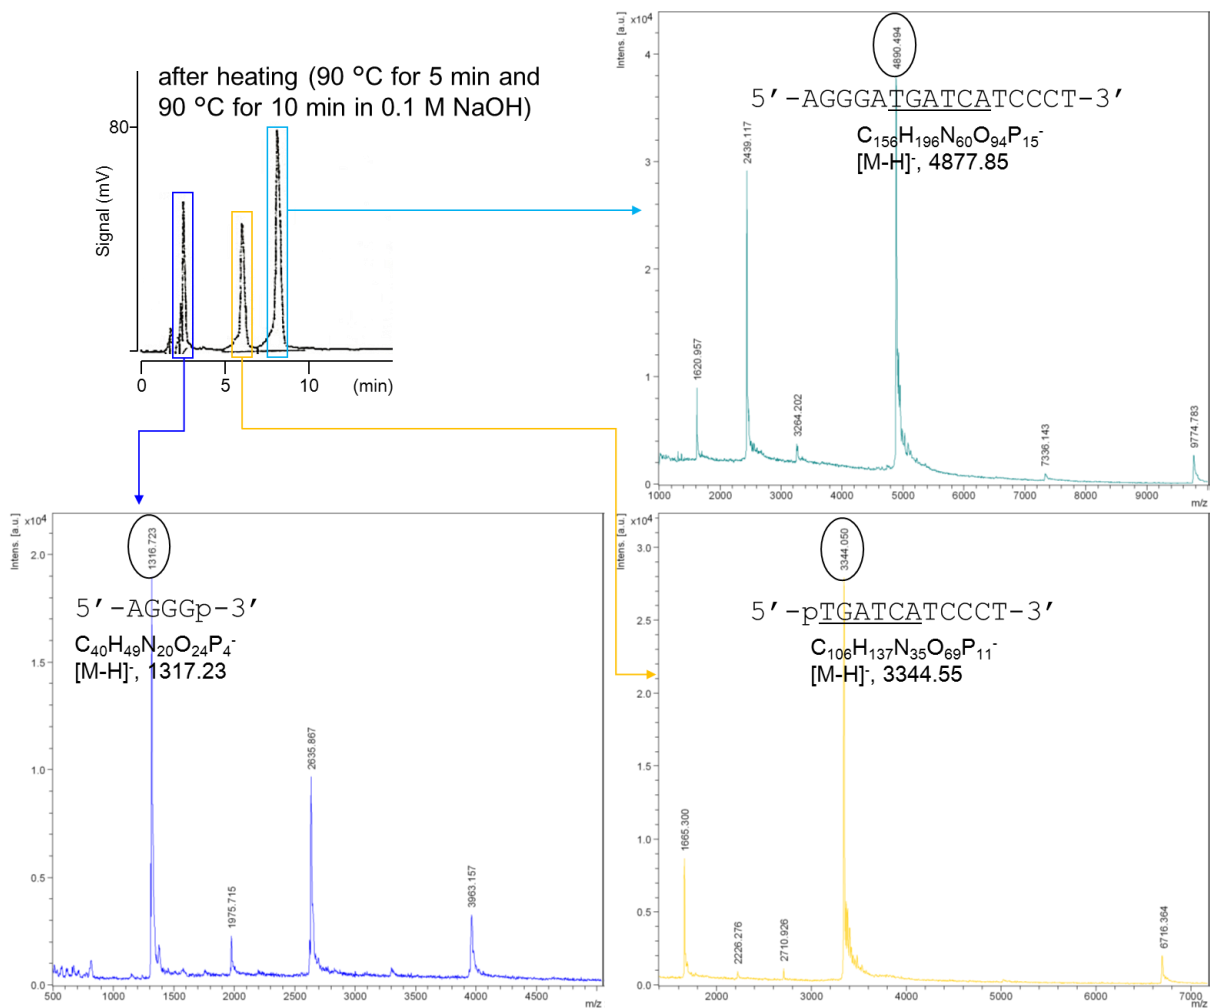 after heating (90 °C for 5 min and
90 °C for 10 min in 0.1 M NaOH)
80
Signal (mV)
0 5 10 (min)
Intens. [a.u.]
x10⁴
4
3
2
1
0
1620.957
2439.117
3264.202
4890.494
7336.143
9774.783
5′-AGGGATGATCATCCCT-3′
C₁₅₆H₁₉₆N₆₀O₉₄P₁₅⁻
[M-H]⁻, 4877.85
1000 2000 3000 4000 5000 6000 7000 8000 9000
m/z
Intens. [a.u.]
x10⁴
2.0
1.5
1.0
0.5
0.0
1316.723
1975.715
2635.867
3963.157
5′-AGGGp-3′
C₄₀H₄₉N₂₀O₂₄P₄⁻
[M-H]⁻, 1317.23
500 1000 1500 2000 2500 3000 3500 4000 4500
m/z
Intens. [a.u.]
x10⁴
3.0
2.5
2.0
1.5
1.0
0.5
0.0
1665.300
2226.276
2710.926
3344.050
6716.364
5′-pTGATCATCCCT-3′
C₁₀₆H₁₃₇N₃₅O₆₉P₁₁⁻
[M-H]⁻, 3344.55
2000 3000 4000 5000 6000 7000
m/z